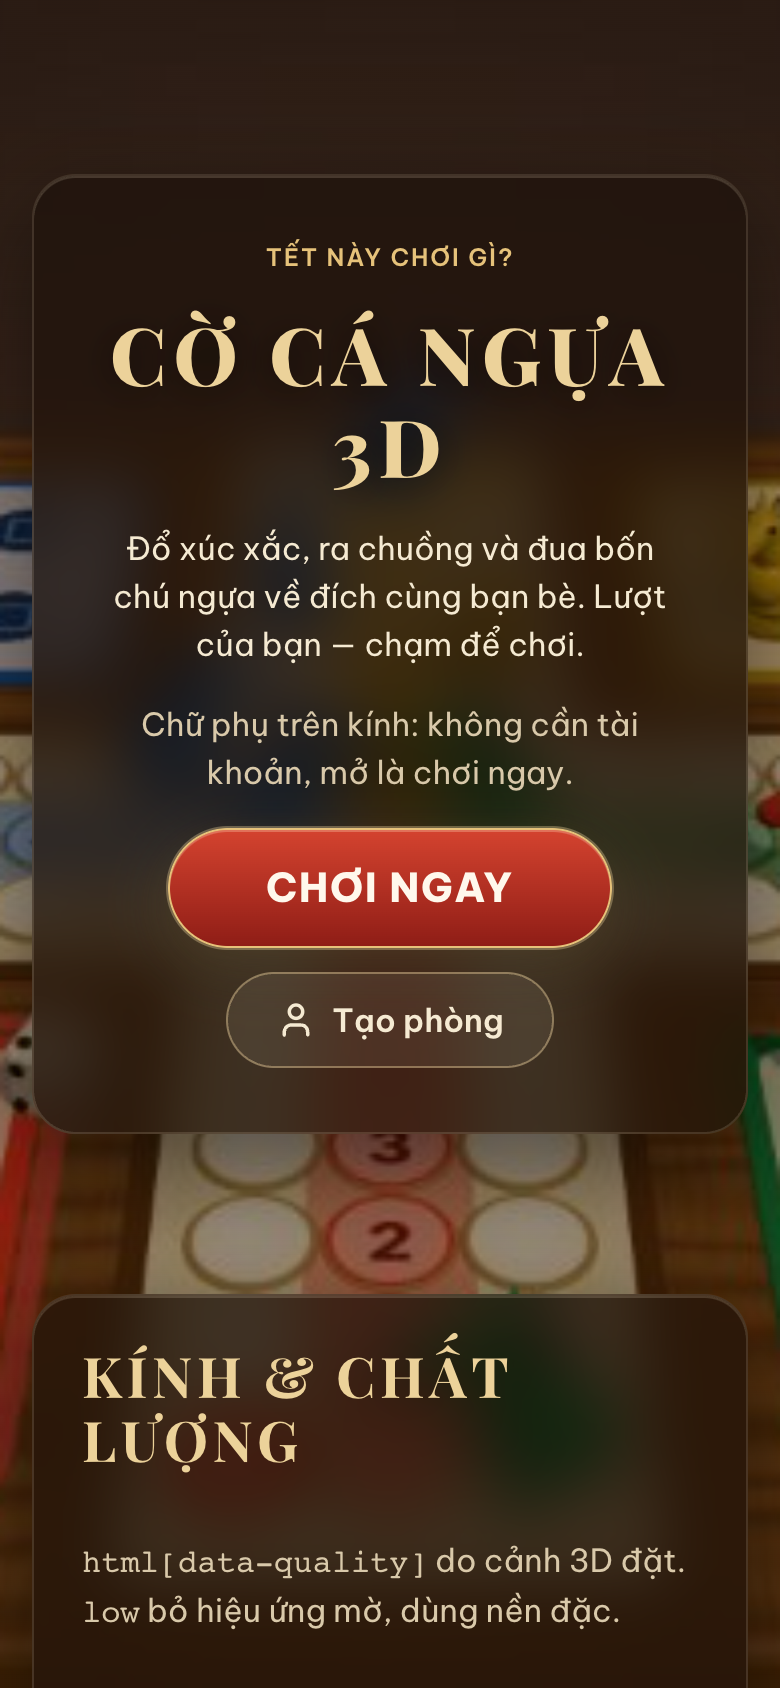 TẾT NÀY CHƠI GÌ?
CỜ CÁ NGỰA
3D
Đổ xúc xắc, ra chuồng và đua bốn
chú ngựa về đích cùng bạn bè. Lượt
của bạn — chạm để chơi.
Chữ phụ trên kính: không cần tài
khoản, mở là chơi ngay.
CHƠI NGAY
Tạo phòng
3
2
KÍNH & CHẤT
LƯỢNG
html[data-quality] do cảnh 3D đặt.
low bỏ hiệu ứng mờ, dùng nền đặc.